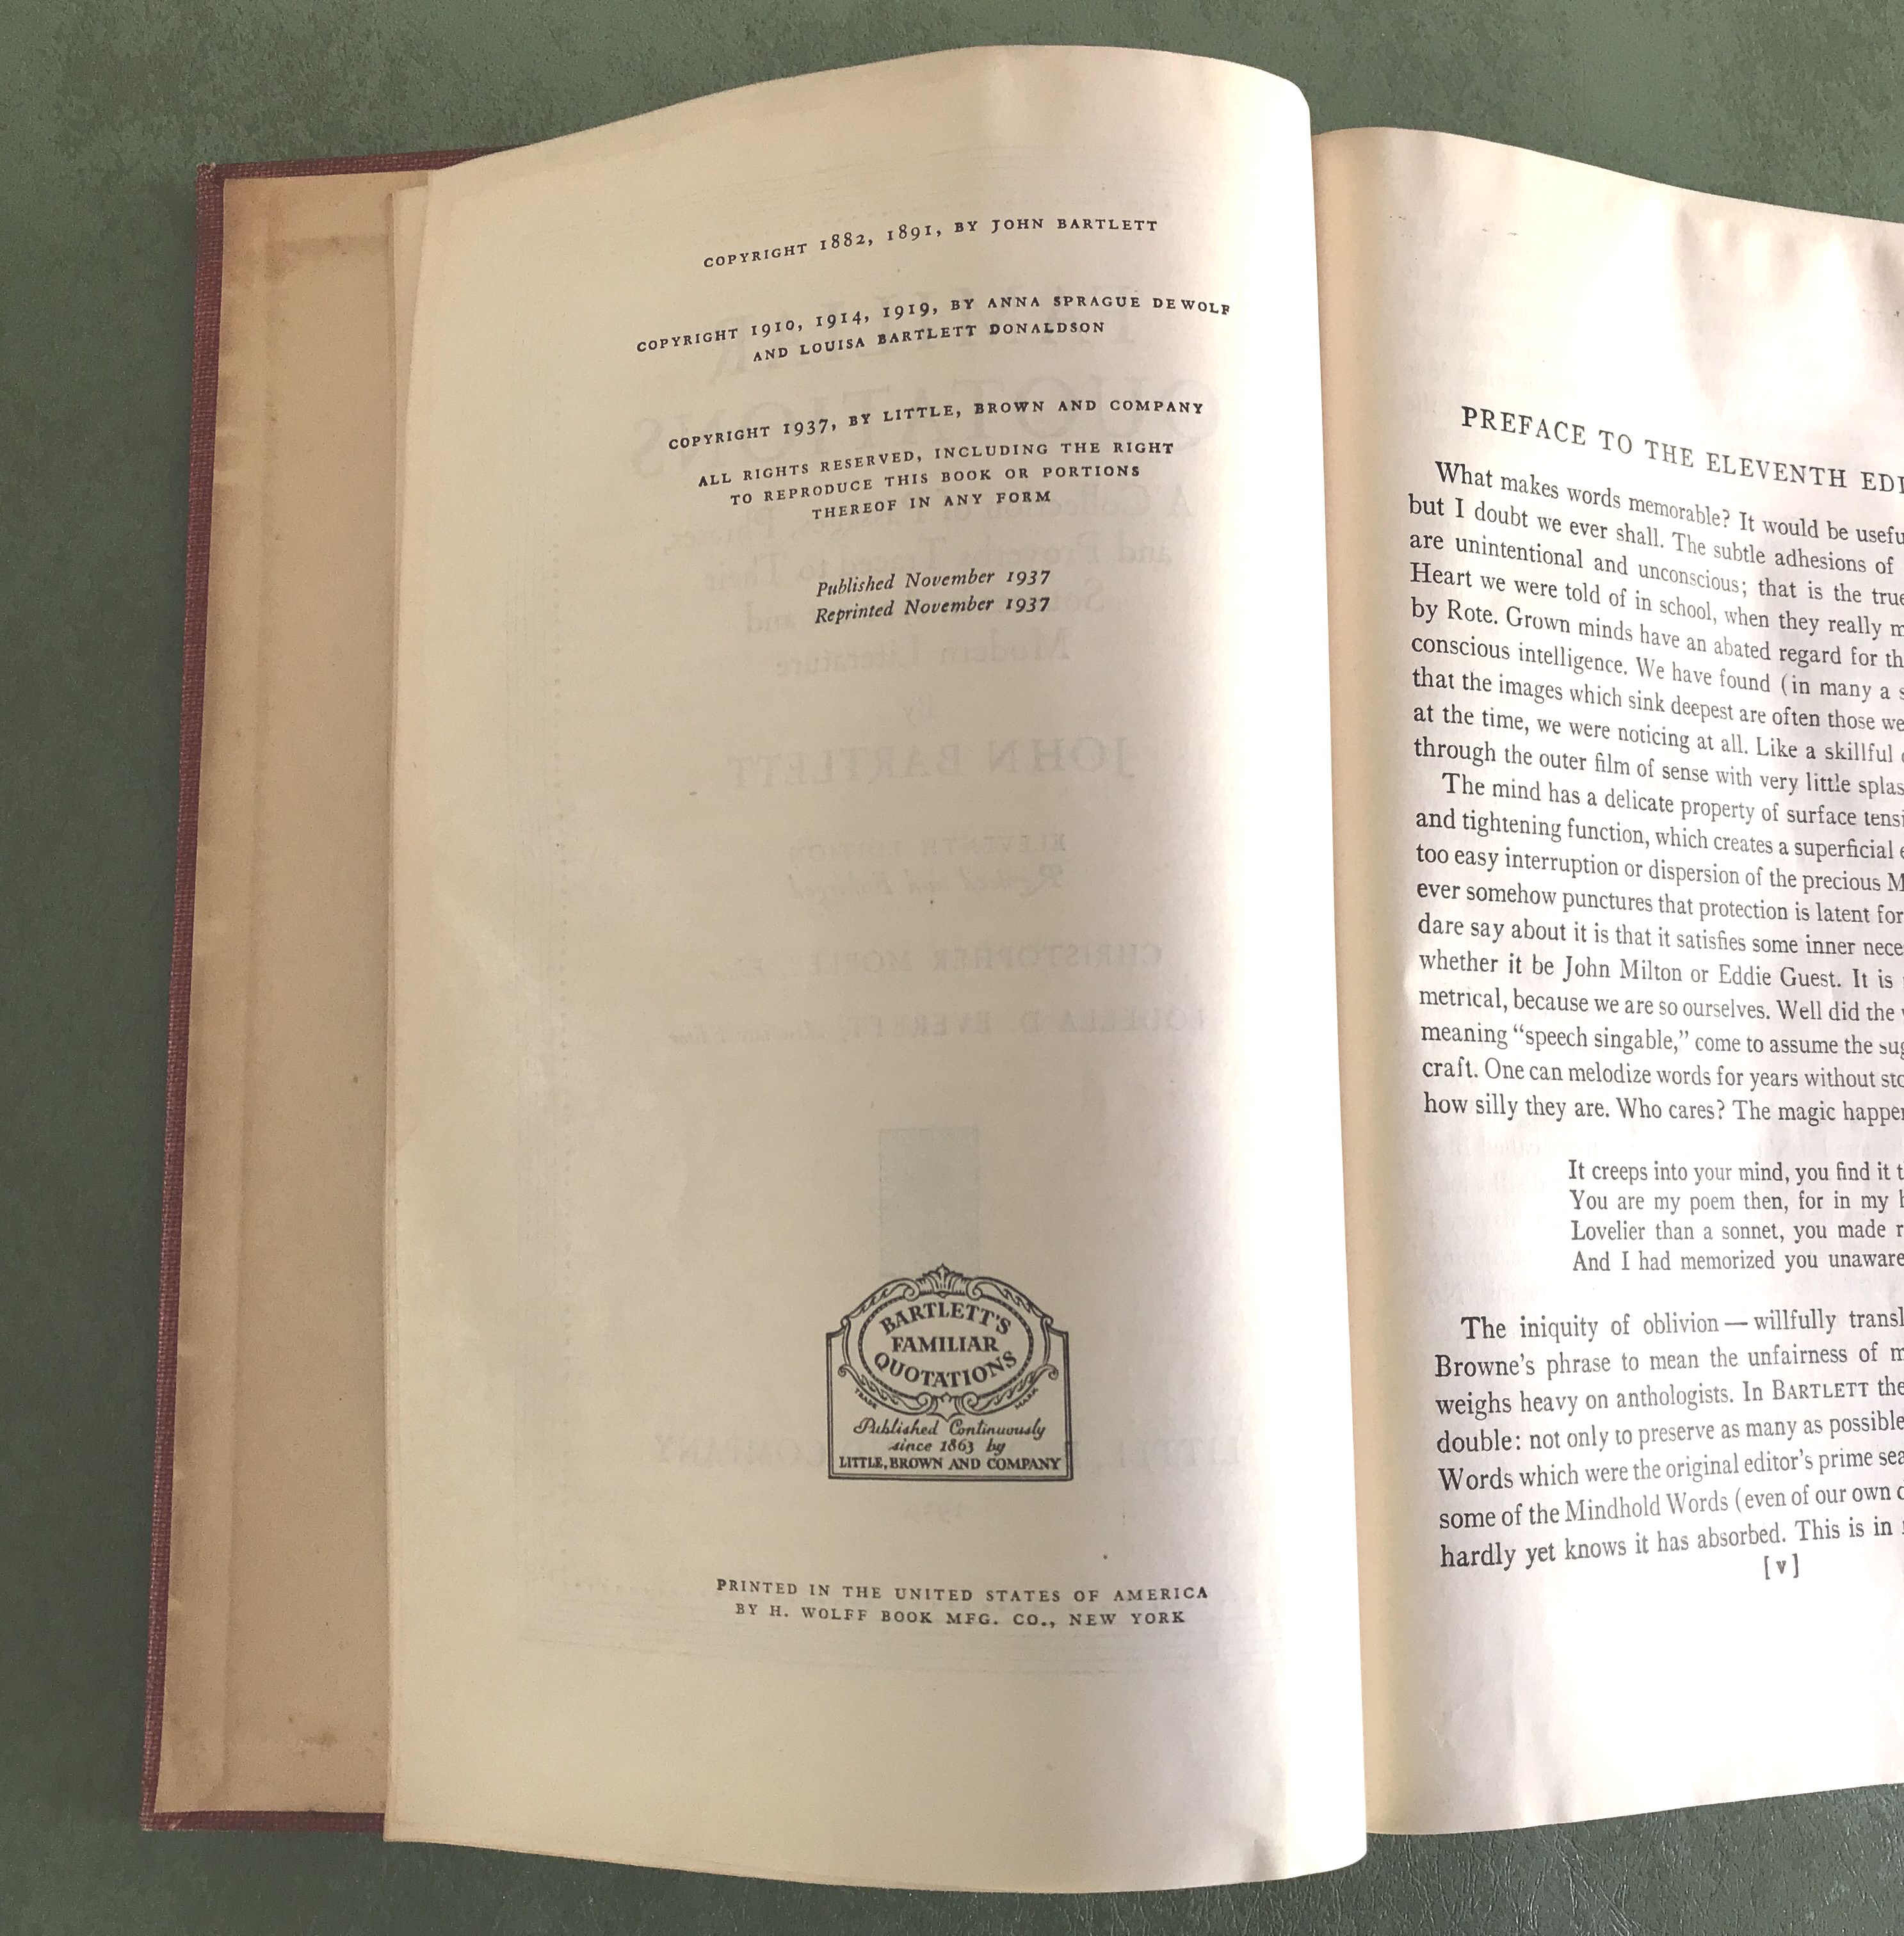 COPYRIGHT 1882, 1891, BY JOHN BARTLETT
COPYRIGHT 1910, 1914, 1919, BY ANNA SPRAGUE DEWOLF
AND LOUISA BARTLETT DONALDSON
COPYRIGHT 1937, BY LITTLE, BROWN AND COMPANY
ALL RIGHTS RESERVED, INCLUDING THE RIGHT
TO REPRODUCE THIS BOOK OR PORTIONS
THEREOF IN ANY FORM
Published November 1937
Reprinted November 1937
BARTLETT'S
FAMILIAR
QUOTATIONS
TRADE MARK
Published Continuously
since 1863 by
LITTLE, BROWN AND COMPANY
PRINTED IN THE UNITED STATES OF AMERICA
BY H. WOLFF BOOK MFG. CO., NEW YORK
PREFACE TO THE ELEVENTH EDI
What makes words memorable? It would be usefu
but I doubt we ever shall. The subtle adhesions of
are unintentional and unconscious; that is the true
Heart we were told of in school, when they really m
by Rote. Grown minds have an abated regard for th
conscious intelligence. We have found (in many a s
that the images which sink deepest are often those we
at the time, we were noticing at all. Like a skillful
through the outer film of sense with very little splas
The mind has a delicate property of surface tensi
and tightening function, which creates a superficial e
too easy interruption or dispersion of the precious M
ever somehow punctures that protection is latent for
dare say about it is that it satisfies some inner nece
whether it be John Milton or Eddie Guest. It is
metrical, because we are so ourselves. Well did the
meaning “speech singable,” come to assume the sug
craft. One can melodize words for years without sto
how silly they are. Who cares? The magic happen
It creeps into your mind, you find it t
You are my poem then, for in my h
Lovelier than a sonnet, you made r
And I had memorized you unaware
The iniquity of oblivion — willfully transl
Browne's phrase to mean the unfairness of m
weighs heavy on anthologists. In BARTLETT the
double: not only to preserve as many as possible
Words which were the original editor's prime sea
some of the Mindhold Words (even of our own
hardly yet knows it has absorbed. This is in
[v]